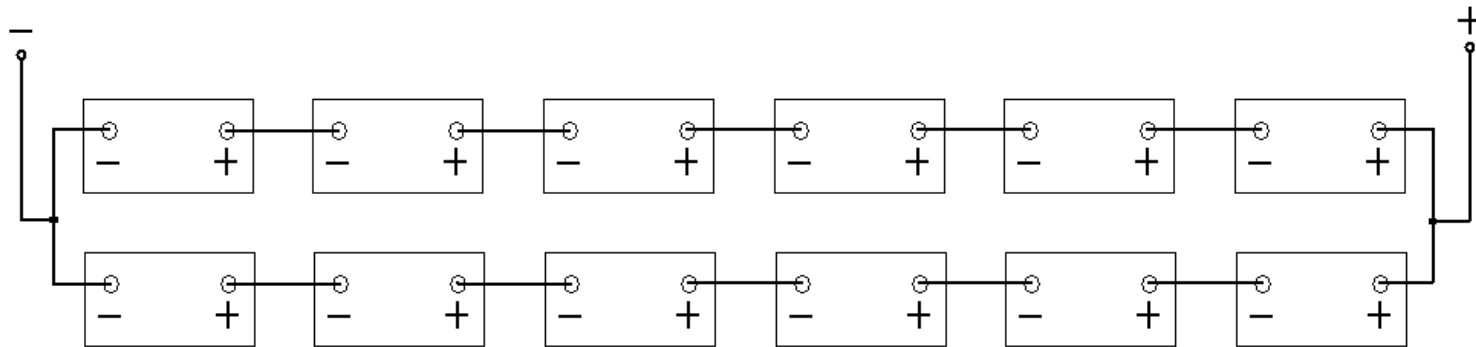 − +
− + − + − + − + − + − +
− + − + − + − + − + − +